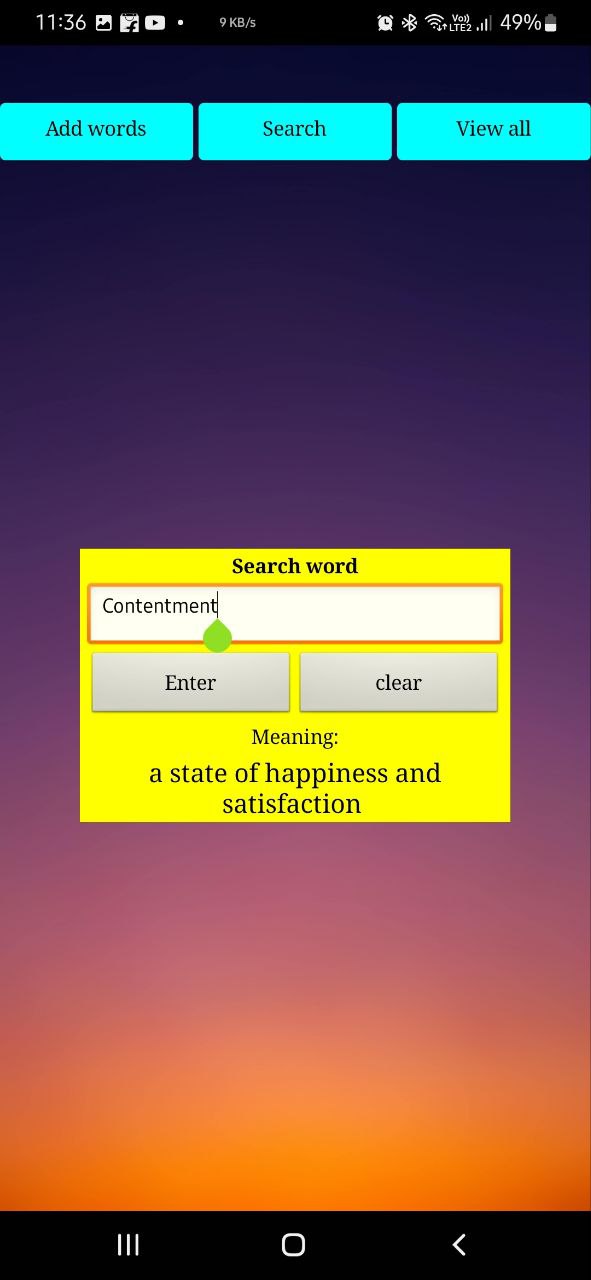 11:36 9 KB/s Vo) LTE2 49%
Add words Search View all
Search word
Contentment
Enter clear
Meaning:
a state of happiness and
satisfaction